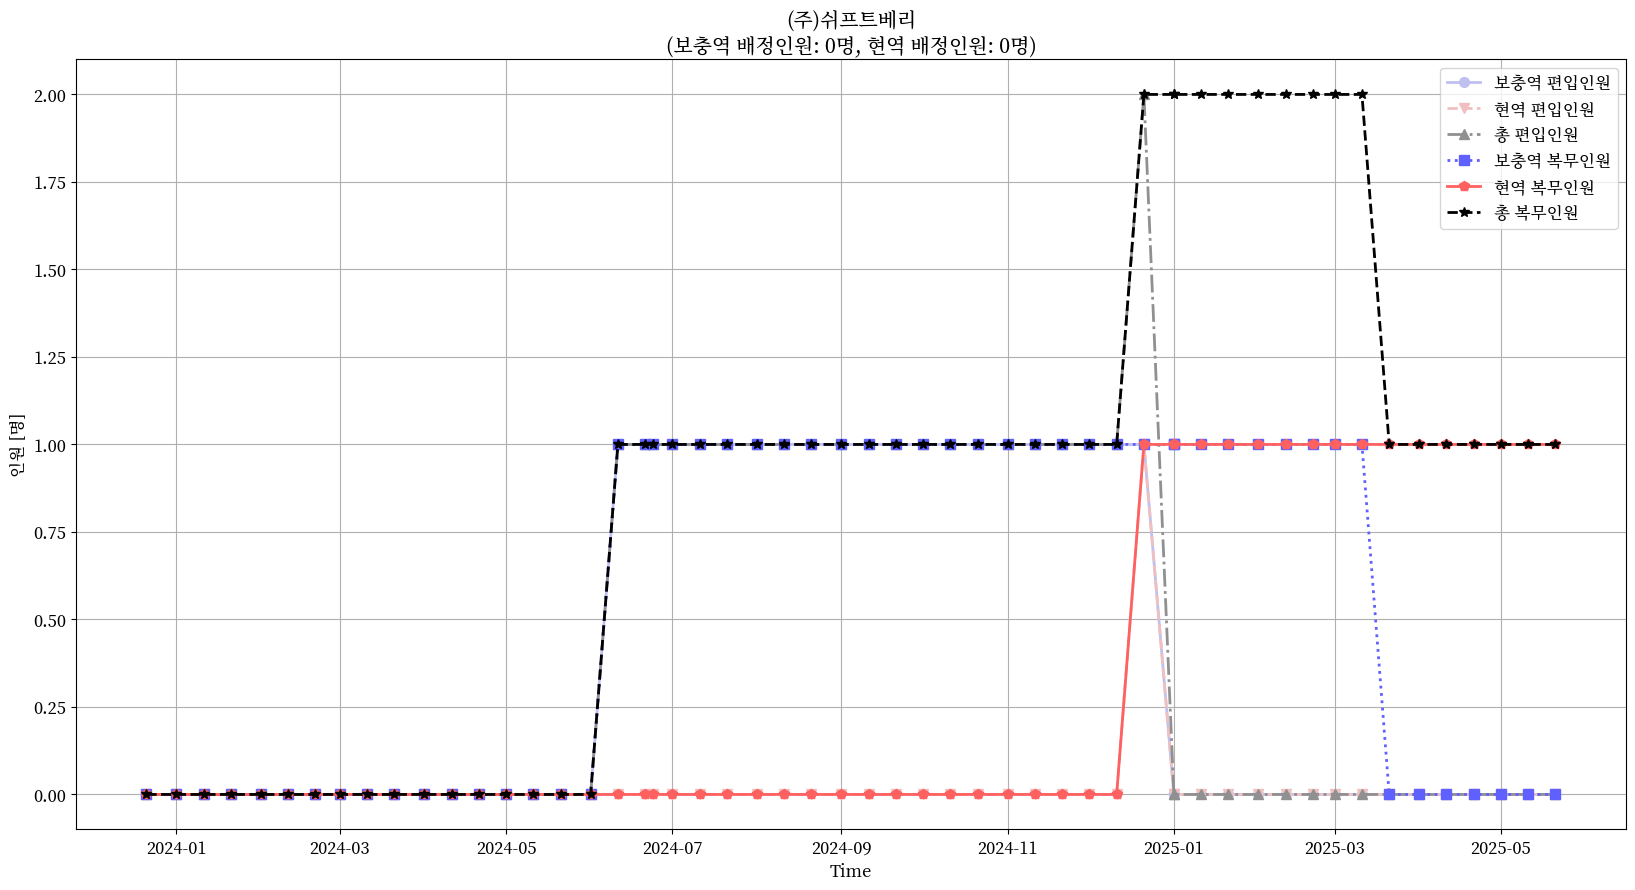 (주)쉬프트베리
(보충역 배정인원: 0명, 현역 배정인원: 0명)
보충역 편입인원
현역 편입인원
총 편입인원
보충역 복무인원
현역 복무인원
총 복무인원
인원 [명]
2.00
1.75
1.50
1.25
1.00
0.75
0.50
0.25
0.00
2024-01 2024-03 2024-05 2024-07 2024-09 2024-11 2025-01 2025-03 2025-05
Time